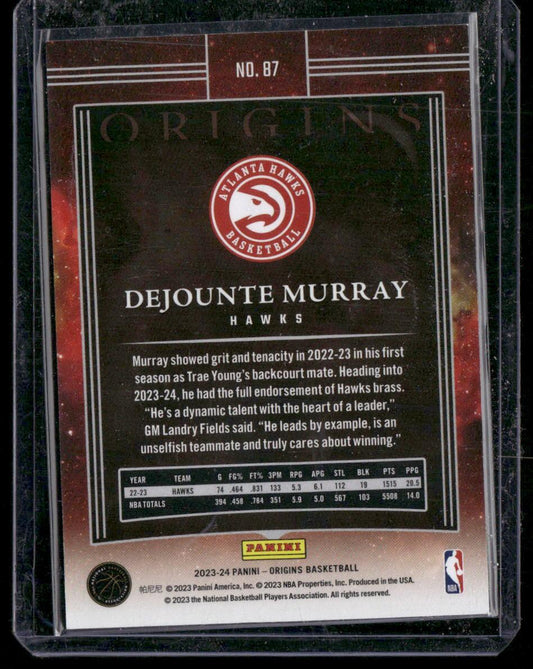 NO. 87
ORIGINS
ATLANTA HAWKS
BASKETBALL
DEJOUNTE MURRAY
HAWKS
Murray showed grit and tenacity in 2022-23 in his first
season as Trae Young's backcourt mate. Heading into
2023-24, he had the full endorsement of Hawks brass.
"He's a dynamic talent with the heart of a leader,"
GM Landry Fields said. "He leads by example, is an
unselfish teammate and truly cares about winning."
YEAR TEAM G FG% FT% 3PM RPG APG STL BLK PTS PPG
22-23 HAWKS 74 .464 .831 133 5.3 6.1 112 19 1515 20.5
NBA TOTALS 394 .458 .784 351 5.9 5.0 567 103 5508 14.0
PANINI
2023-24 PANINI – ORIGINS BASKETBALL
帕尼尼 © 2023 Panini America, Inc. © 2023 NBA Properties, Inc. Produced in the USA.
© 2023 the National Basketball Players Association. All rights reserved.
NBA